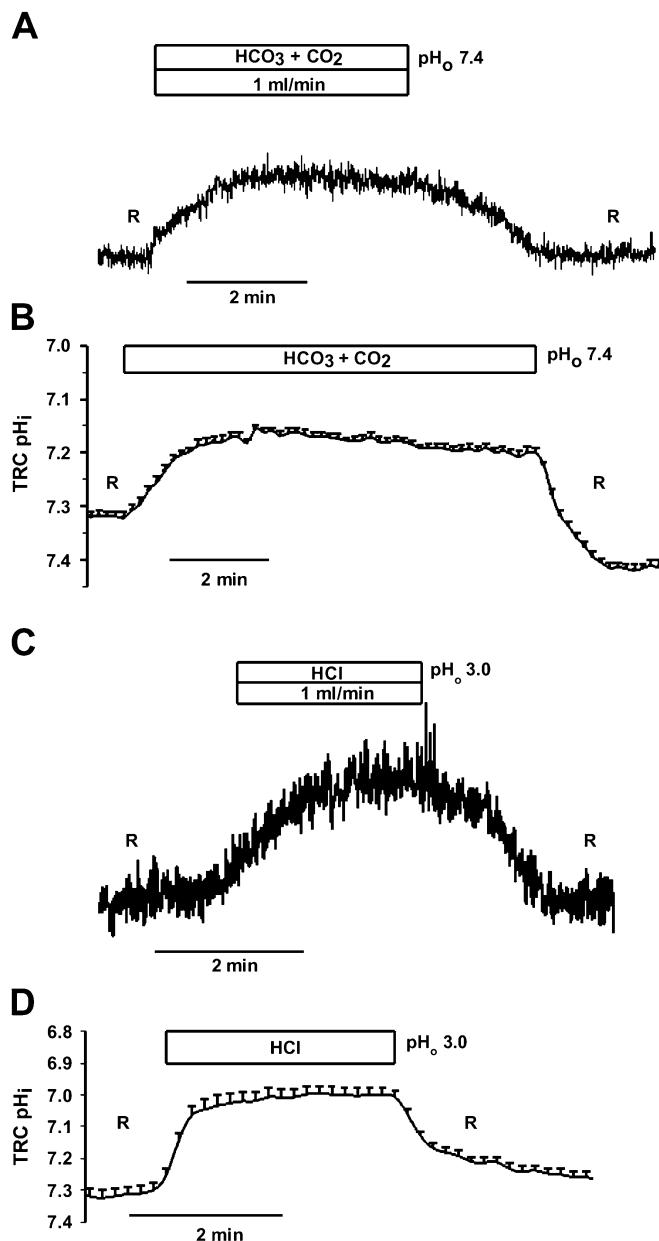 A
HCO3 + CO2
pHo 7.4
1 ml/min
R
R
2 min
B
7.0
HCO3 + CO2
pHo 7.4
7.1
TRC pHi
7.2
R
R
7.3
7.4
2 min
C
HCl
pHo 3.0
1 ml/min
R
R
2 min
D
6.8
HCl
pHo 3.0
6.9
TRC pHi
7.0
R
R
7.1
7.2
7.3
7.4
2 min